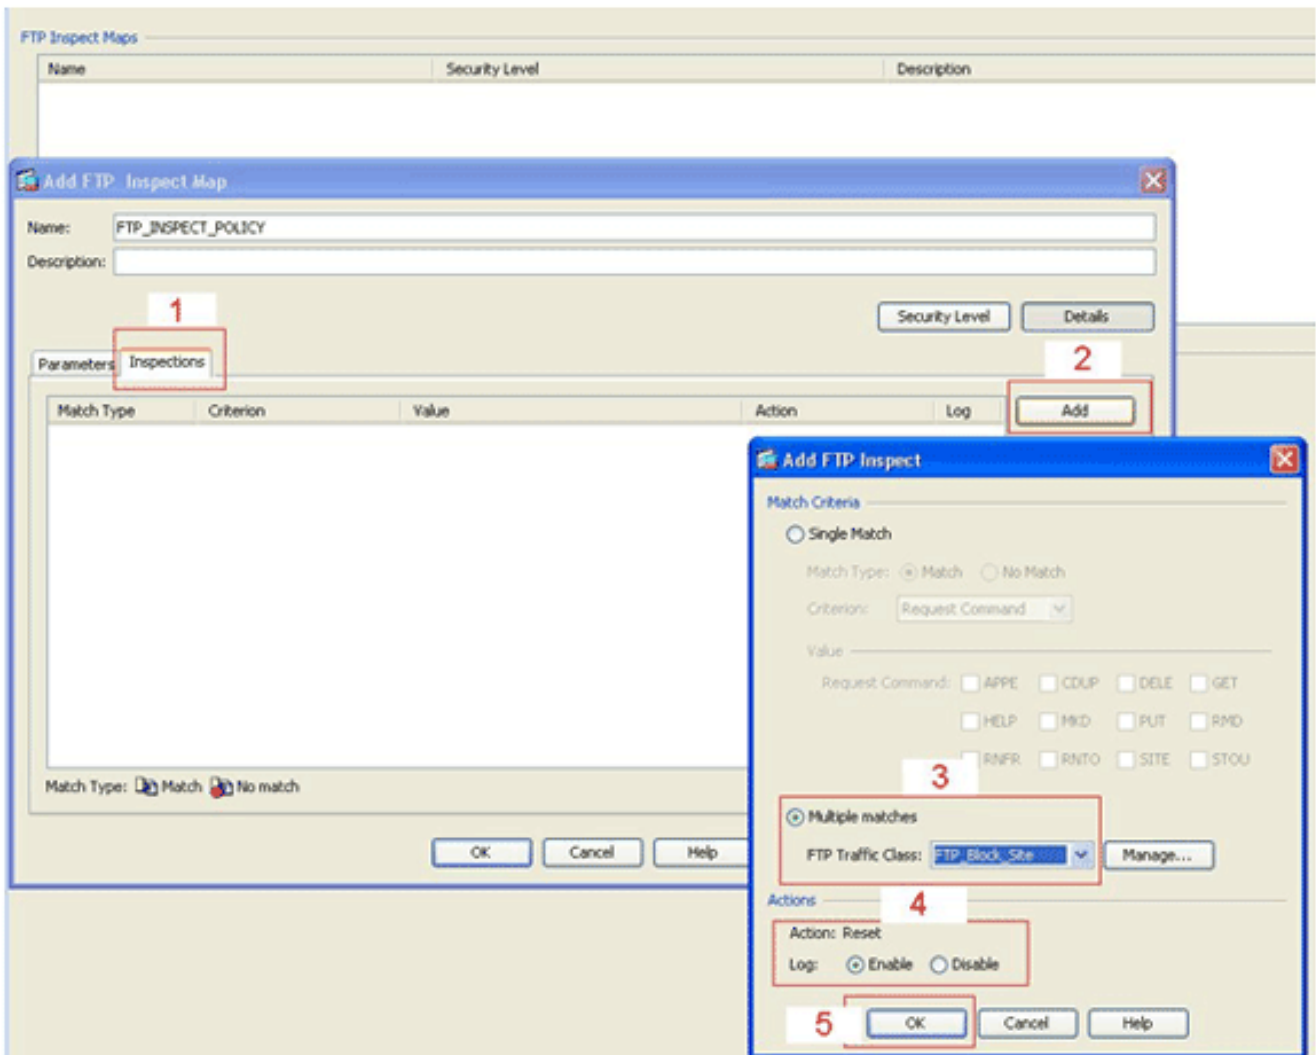 FTP Inspect Maps
Name Security Level Description
Add FTP Inspect Map
Name: FTP_INSPECT_POLICY
Description:
1
Security Level Details
Parameters Inspections
2
Match Type Criterion Value Action Log Add
Add FTP Inspect
Match Criteria
Single Match
Match Type: Match No Match
Criterion: Request Command
Value
Request Command: APPE CDUP DELE GET
HELP MKD PUT RMD
RNFR RNTO SITE STOU
Match Type: Match No match
3
Multiple matches
FTP Traffic Class: FTP_Block_Site Manage...
OK Cancel Help
Actions
4
Action: Reset
Log: Enable Disable
5
OK Cancel Help